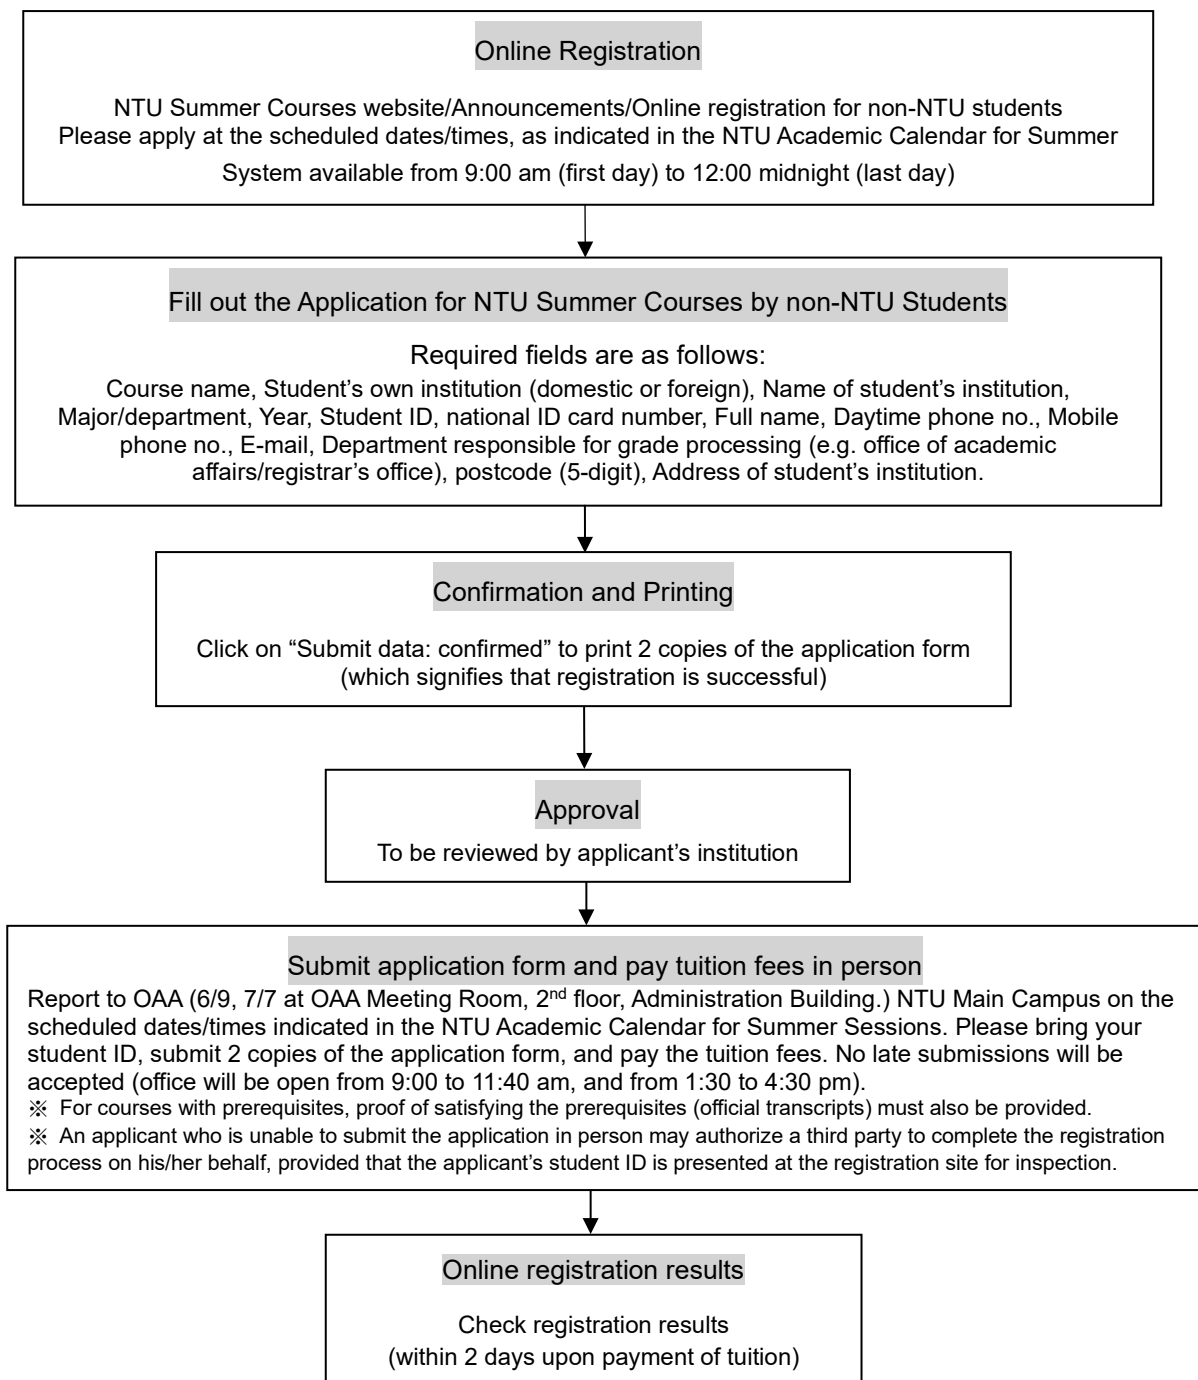 Online Registration
NTU Summer Courses website/Announcements/Online registration for non-NTU students
Please apply at the scheduled dates/times, as indicated in the NTU Academic Calendar for Summer
System available from 9:00 am (first day) to 12:00 midnight (last day)
Fill out the Application for NTU Summer Courses by non-NTU Students
Required fields are as follows:
Course name, Student’s own institution (domestic or foreign), Name of student’s institution,
Major/department, Year, Student ID, national ID card number, Full name, Daytime phone no., Mobile
phone no., E-mail, Department responsible for grade processing (e.g. office of academic
affairs/registrar’s office), postcode (5-digit), Address of student’s institution.
Confirmation and Printing
Click on “Submit data: confirmed” to print 2 copies of the application form
(which signifies that registration is successful)
Approval
To be reviewed by applicant’s institution
Submit application form and pay tuition fees in person
Report to OAA (6/9, 7/7 at OAA Meeting Room, 2nd floor, Administration Building.) NTU Main Campus on the
scheduled dates/times indicated in the NTU Academic Calendar for Summer Sessions. Please bring your
student ID, submit 2 copies of the application form, and pay the tuition fees. No late submissions will be
accepted (office will be open from 9:00 to 11:40 am, and from 1:30 to 4:30 pm).
※ For courses with prerequisites, proof of satisfying the prerequisites (official transcripts) must also be provided.
※ An applicant who is unable to submit the application in person may authorize a third party to complete the registration
process on his/her behalf, provided that the applicant’s student ID is presented at the registration site for inspection.
Online registration results
Check registration results
(within 2 days upon payment of tuition)